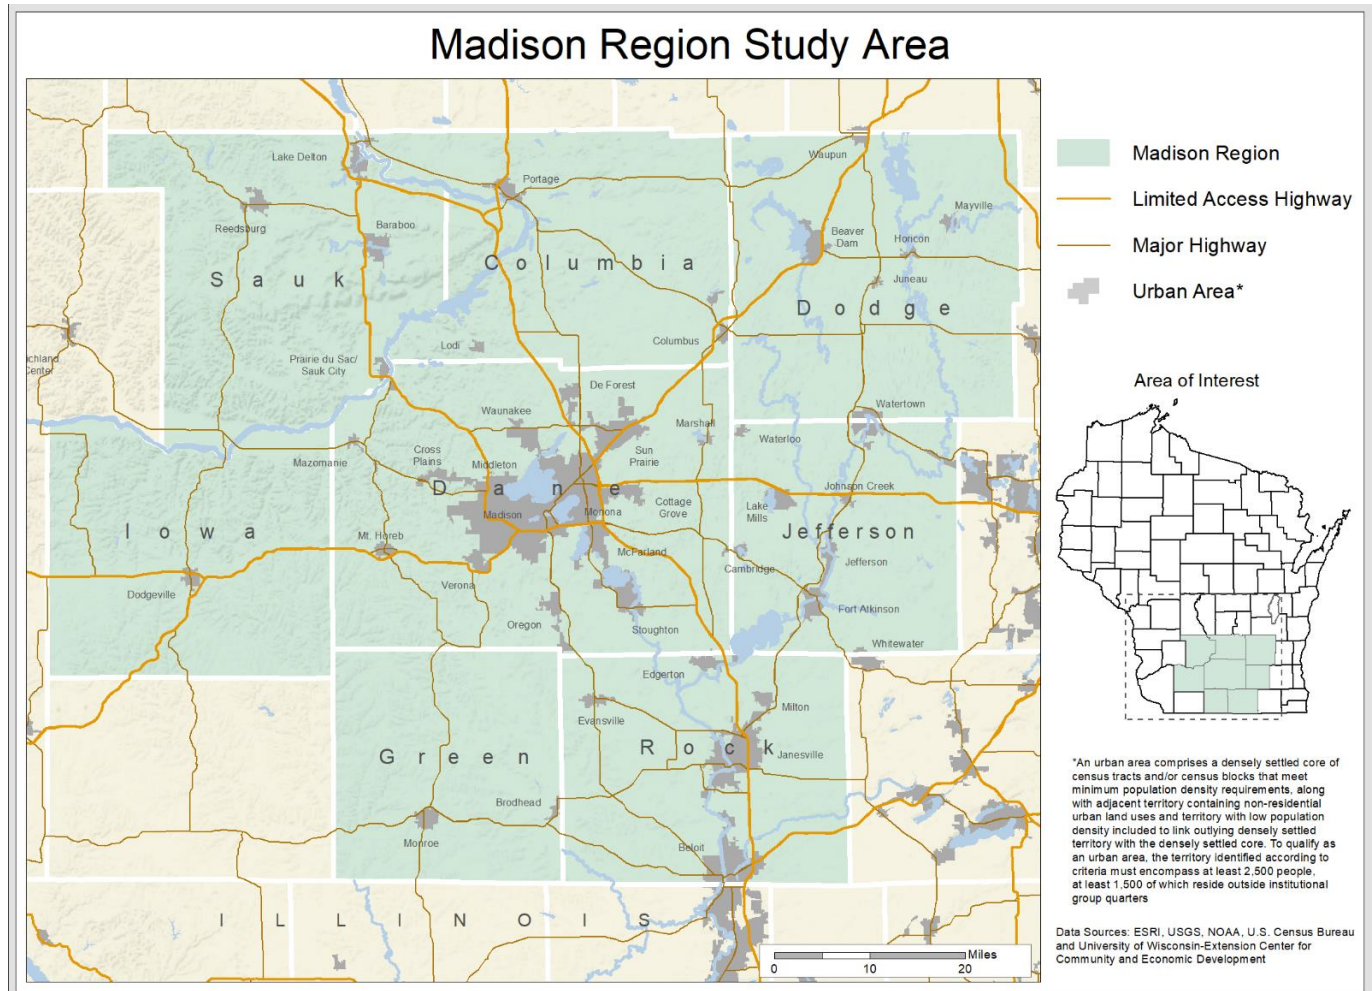 Madison Region Study Area
Lake Delton
Portage
Waupun
Mayville
Reedsburg
Baraboo
Beaver
Dam
Horicon
Juneau
Sauk
Columbia
Dodge
Lodi
Columbus
Prairie du Sac/
Sauk City
Center
De Forest
Waunakee
Watertown
Marshall
Waterloo
Mazomanie
Cross
Plains
Middleton
Sun
Prairie
Johnson Creek
Dane
Madison
Monona
Cottage
Grove
Lake
Mills
Iowa
Mt. Horeb
Jefferson
McFarland
Cambridge
Jefferson
Dodgeville
Verona
Oregon
Stoughton
Fort Atkinson
Whitewater
Edgerton
Evansville
Milton
Green
Rock
Janesville
Brodhead
Monroe
Beloit
ILLINOIS
Miles
0 10 20
Madison Region
Limited Access Highway
Major Highway
Urban Area*
Area of Interest
*An urban area comprises a densely settled core of
census tracts and/or census blocks that meet
minimum population density requirements, along
with adjacent territory containing non-residential
urban land uses and territory with low population
density included to link outlying densely settled
territory with the densely settled core. To qualify as
an urban area, the territory identified according to
criteria must encompass at least 2,500 people,
at least 1,500 of which reside outside institutional
group quarters
Data Sources: ESRI, USGS, NOAA, U.S. Census Bureau
and University of Wisconsin-Extension Center for
Community and Economic Development